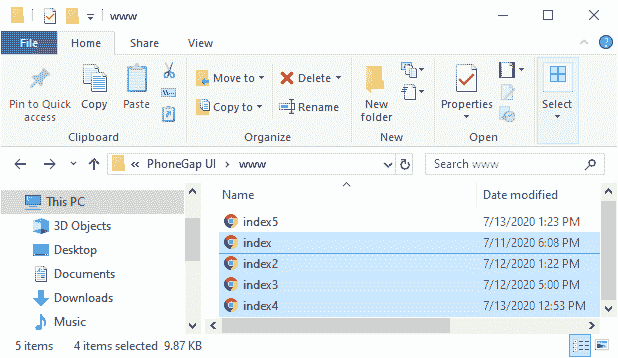 www
File Home Share View
Pin to Quick access
Copy
Paste
Move to
Copy to
Delete
Rename
New folder
Properties
Select
Clipboard Organize New Open
« PhoneGap UI › www
Search www
This PC
3D Objects
Desktop
Documents
Downloads
Music
Name Date modified
index5 7/13/2020 1:23 PM
index 7/11/2020 6:08 PM
index2 7/12/2020 1:22 PM
index3 7/12/2020 5:00 PM
index4 7/13/2020 12:53 PM
5 items 4 items selected 9.87 KB